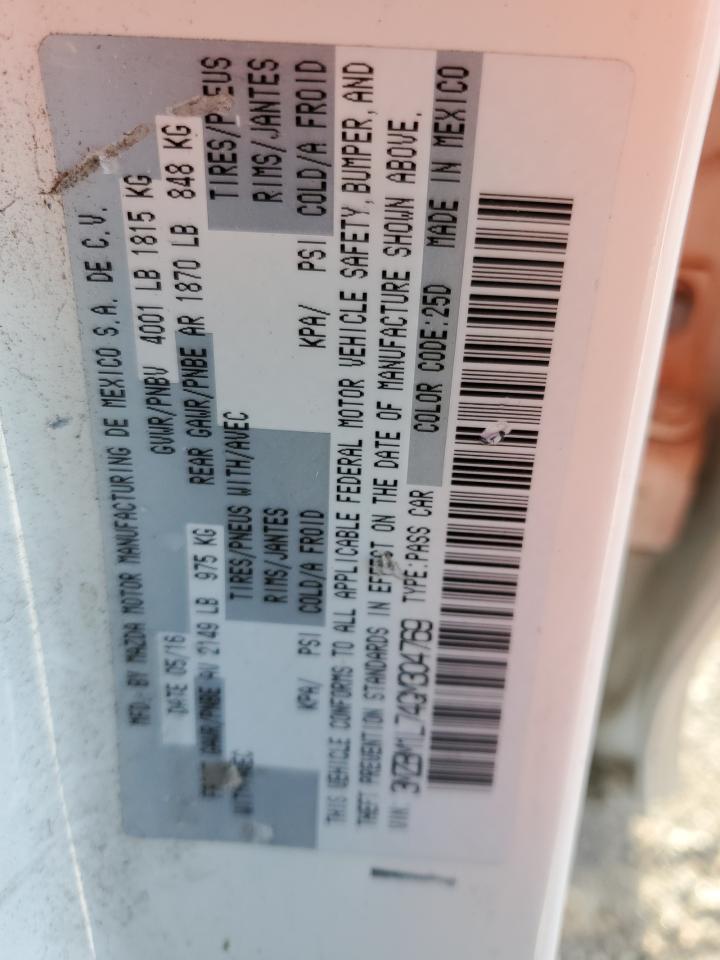 MFD. BY MAZDA MOTOR MANUFACTURING DE MEXICO S.A. DE C.V.
DATE 05/16 GVWR/PNBV 4001 LB 1815 KG
FRONT GAWR/PNBE AV 2149 LB 975 KG REAR GAWR/PNBE AR 1870 LB 848 KG
WITH/AVEC TIRES/PNEUS WITH/AVEC TIRES/PNEUS
RIMS/JANTES RIMS/JANTES
KPA/ PSI COLD/A FROID KPA/ PSI COLD/A FROID
THIS VEHICLE CONFORMS TO ALL APPLICABLE FEDERAL MOTOR VEHICLE SAFETY, BUMPER, AND
THEFT PREVENTION STANDARDS IN EFFECT ON THE DATE OF MANUFACTURE SHOWN ABOVE.
VIN: 3MZBM1L74GM304769 TYPE:PASS CAR COLOR CODE:25D MADE IN MEXICO